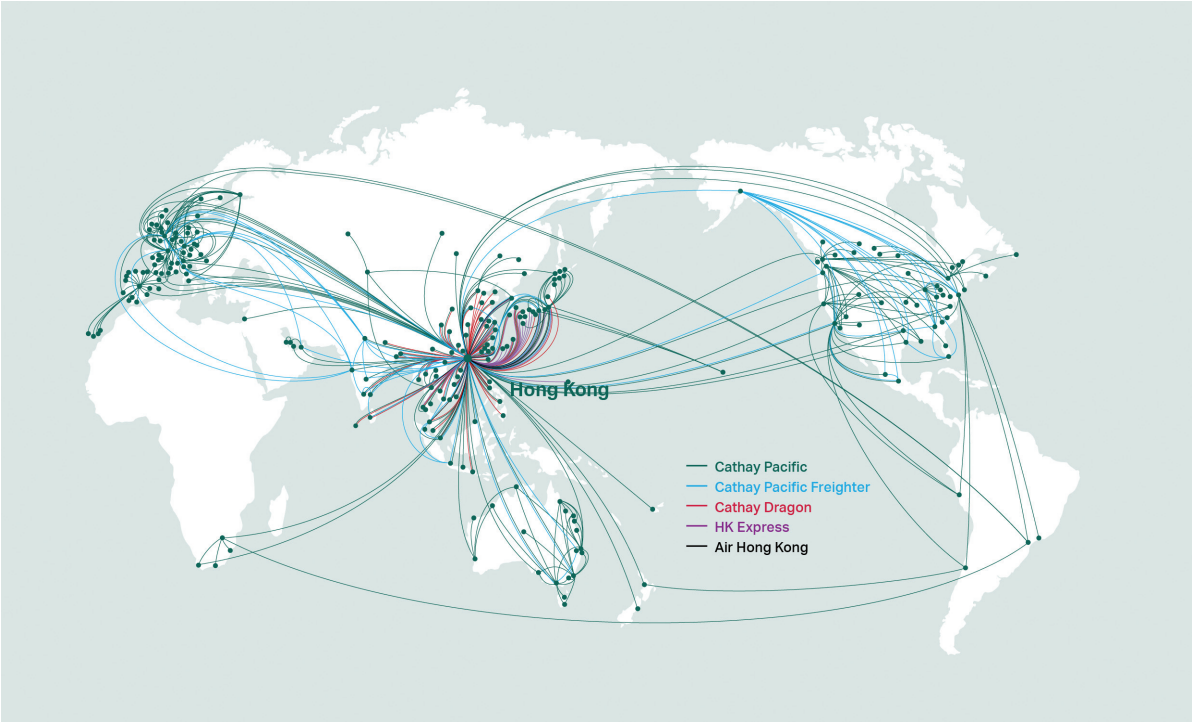 Hong Kong
Cathay Pacific
Cathay Pacific Freighter
Cathay Dragon
HK Express
Air Hong Kong